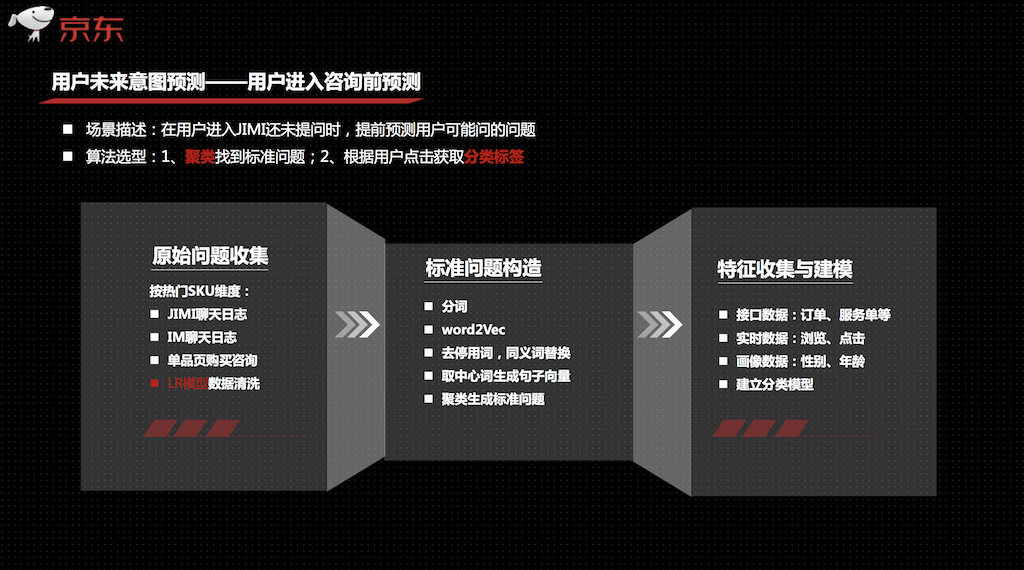 京东
用户未来意图预测——用户进入咨询前预测
■ 场景描述：在用户进入JIMI还未提问时，提前预测用户可能问的问题
■ 算法选型：1、聚类找到标准问题；2、根据用户点击获取分类标签
原始问题收集
按热门SKU维度：
■ JIMI聊天日志
■ IM聊天日志
■ 单品页购买咨询
■ LR模型数据清洗
标准问题构造
■ 分词
■ word2Vec
■ 去停用词，同义词替换
■ 取中心词生成句子向量
■ 聚类生成标准问题
特征收集与建模
■ 接口数据：订单、服务单等
■ 实时数据：浏览、点击
■ 画像数据：性别、年龄
■ 建立分类模型